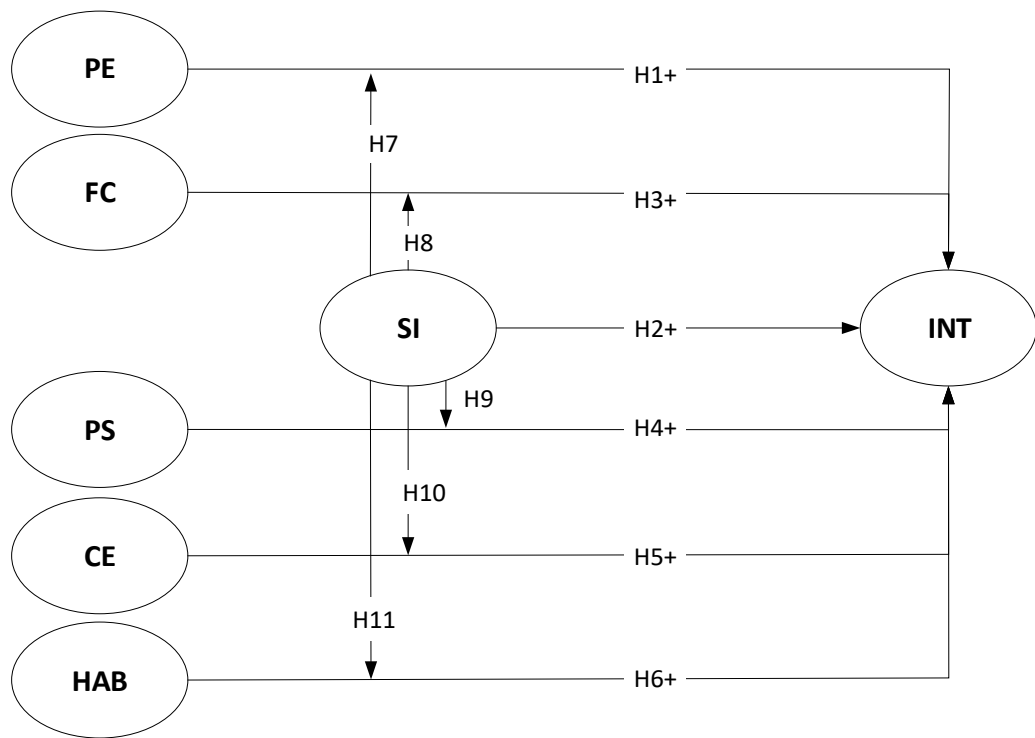 PE
H1+
H7
FC
H3+
H8
SI
H2+
INT
H9
PS
H4+
H10
CE
H5+
H11
HAB
H6+